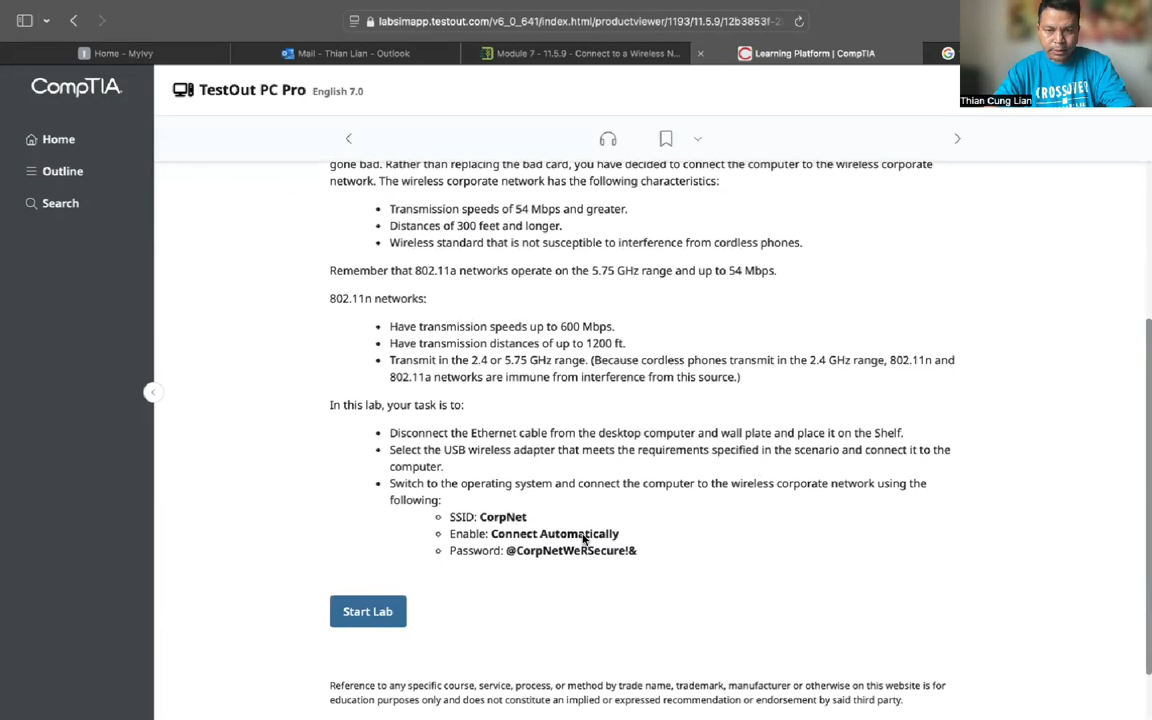 labsimapp.testout.com/v6_0_641/index.html/productviewer/1193/11.5.9/12b3853f-2
Home - MyIvy
Mail - Thian Lian - Outlook
Module 7 - 11.5.9 - Connect to a Wireless N...
Learning Platform | CompTIA
CROSSOVER
Thian Cung Lian
CompTIA.
TestOut PC Pro English 7.0
Home
Outline
Search
gone bad. Rather than replacing the bad card, you have decided to connect the computer to the wireless corporate
network. The wireless corporate network has the following characteristics:
• Transmission speeds of 54 Mbps and greater.
• Distances of 300 feet and longer.
• Wireless standard that is not susceptible to interference from cordless phones.
Remember that 802.11a networks operate on the 5.75 GHz range and up to 54 Mbps.
802.11n networks:
• Have transmission speeds up to 600 Mbps.
• Have transmission distances of up to 1200 ft.
• Transmit in the 2.4 or 5.75 GHz range. (Because cordless phones transmit in the 2.4 GHz range, 802.11n and
802.11a networks are immune from interference from this source.)
In this lab, your task is to:
• Disconnect the Ethernet cable from the desktop computer and wall plate and place it on the Shelf.
• Select the USB wireless adapter that meets the requirements specified in the scenario and connect it to the
computer.
• Switch to the operating system and connect the computer to the wireless corporate network using the
following:
○ SSID: CorpNet
○ Enable: Connect Automatically
○ Password: @CorpNetWeRSecure!&
Start Lab
Reference to any specific course, service, process, or method by trade name, trademark, manufacturer or otherwise on this website is for
education purposes only and does not constitute an implied or expressed recommendation or endorsement by said third party.